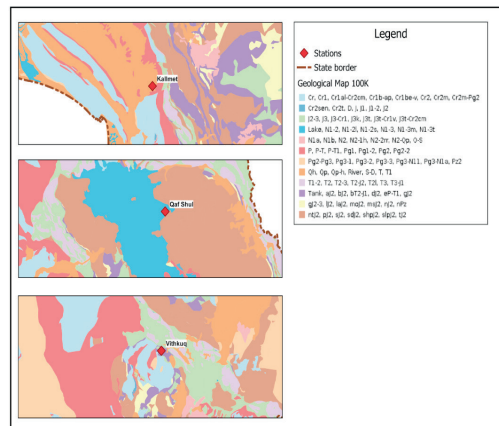 Kallmet
Qaf Shul
Vithkuq
Legend
Stations
State border
Geological Map 100K
Cr, Cr1, Cr1al-Cr2cm, Cr1b-ap, Cr1be-v, Cr2, Cr2m, Cr2m-Pg2
Cr2sen, Cr2t, D, j, j1, j1-2, j2
j2-3, j3, j3-Cr1, j3k, j3t, j3t-Cr1v, j3t-Cr2cm
Lake, N1-2, N1-2l, N1-2s, N1-3, N1-3m, N1-3t
N1a, N1b, N2, N2-1h, N2-2rr, N2-Qp, O-S
P, P-T, P-T1, Pg1, Pg1-2, Pg2, Pg2-2
Pg2-Pg3, Pg3-1, Pg3-2, Pg3-3, Pg3-N11, Pg3-N1a, Pz2
Qh, Qp, Qp-h, River, S-D, T, T1
T1-2, T2, T2-3, T2-j2, T2l, T3, T3-j1
Tank, aj2, bj2, bT2-j1, dj2, eP-T1, gj2
gj2-3, lj2, laj2, mqj2, msj2, nj2, nPz
ntj2, pj2, sj2, sdj2, shpj2, slpj2, tj2